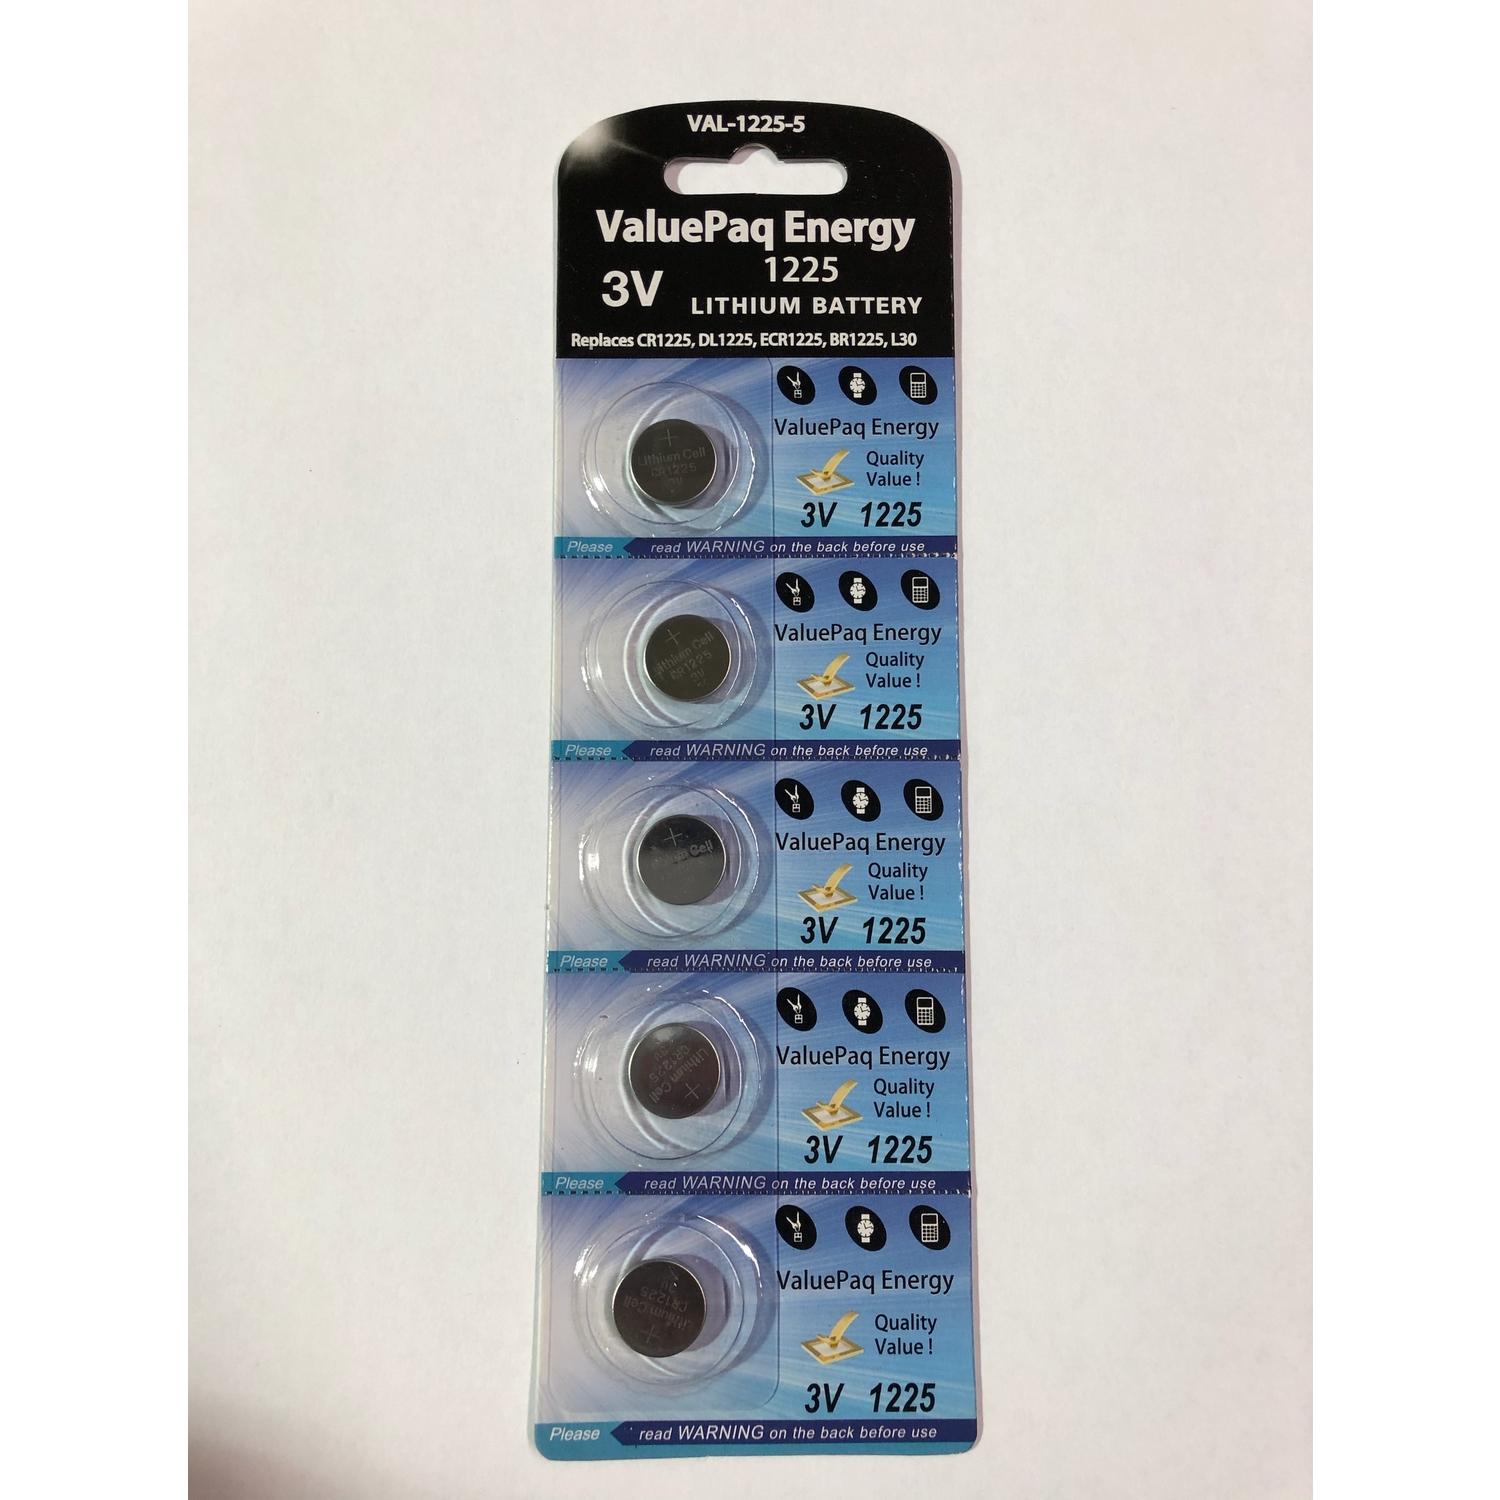 VAL-1225-5
ValuePaq Energy
1225
3V
LITHIUM BATTERY
Replaces CR1225, DL1225, ECR1225, BR1225, L30
+
Lithium Cell
CR1225
3V
ValuePaq Energy
Quality
Value !
3V 1225
Please read WARNING on the back before use
+
Lithium Cell
CR1225
3V
ValuePaq Energy
Quality
Value !
3V 1225
Please read WARNING on the back before use
+
Cell
ValuePaq Energy
Quality
Value !
3V 1225
Please read WARNING on the back before use
+
Lithium Cell
CR1225
3V
ValuePaq Energy
Quality
Value !
3V 1225
Please read WARNING on the back before use
+
Lithium Cell
CR1225
3V
ValuePaq Energy
Quality
Value !
3V 1225
Please read WARNING on the back before use